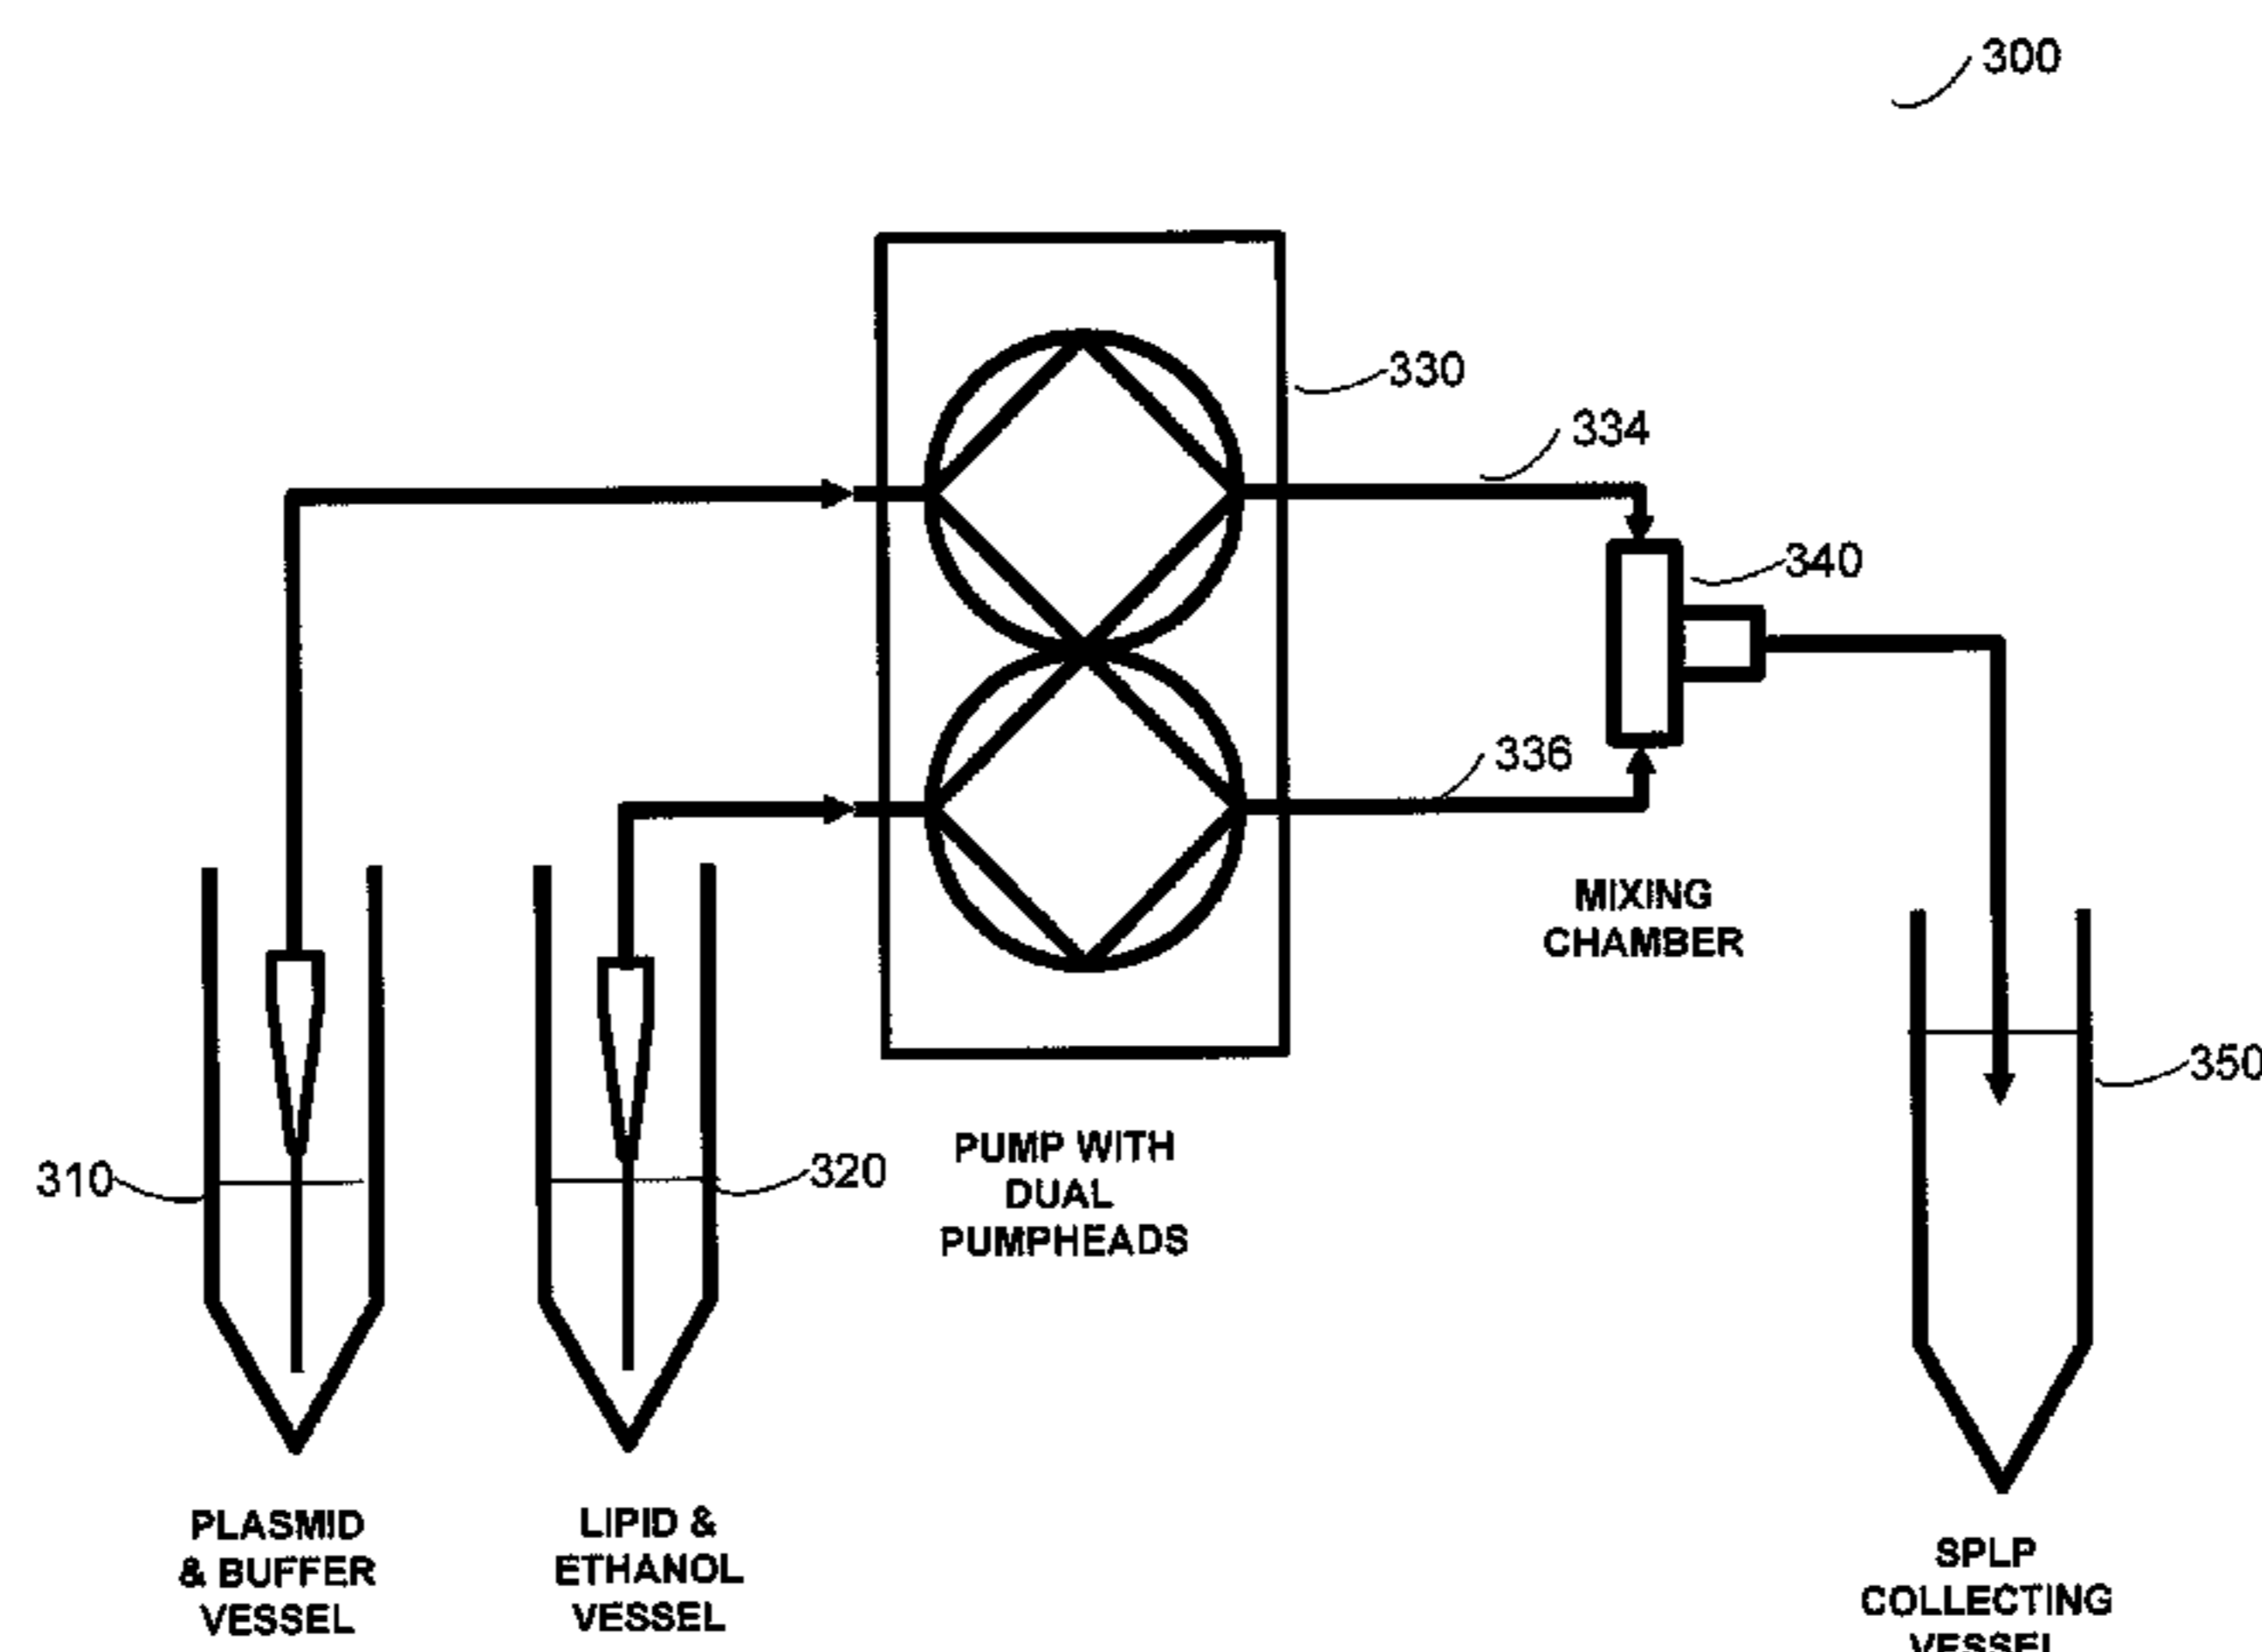 300
330
334
340
336
MIXING
CHAMBER
350
310
320
PUMP WITH
DUAL
PUMPHEADS
PLASMID
& BUFFER
VESSEL
LIPID &
ETHANOL
VESSEL
SPLP
COLLECTING
VESSEL